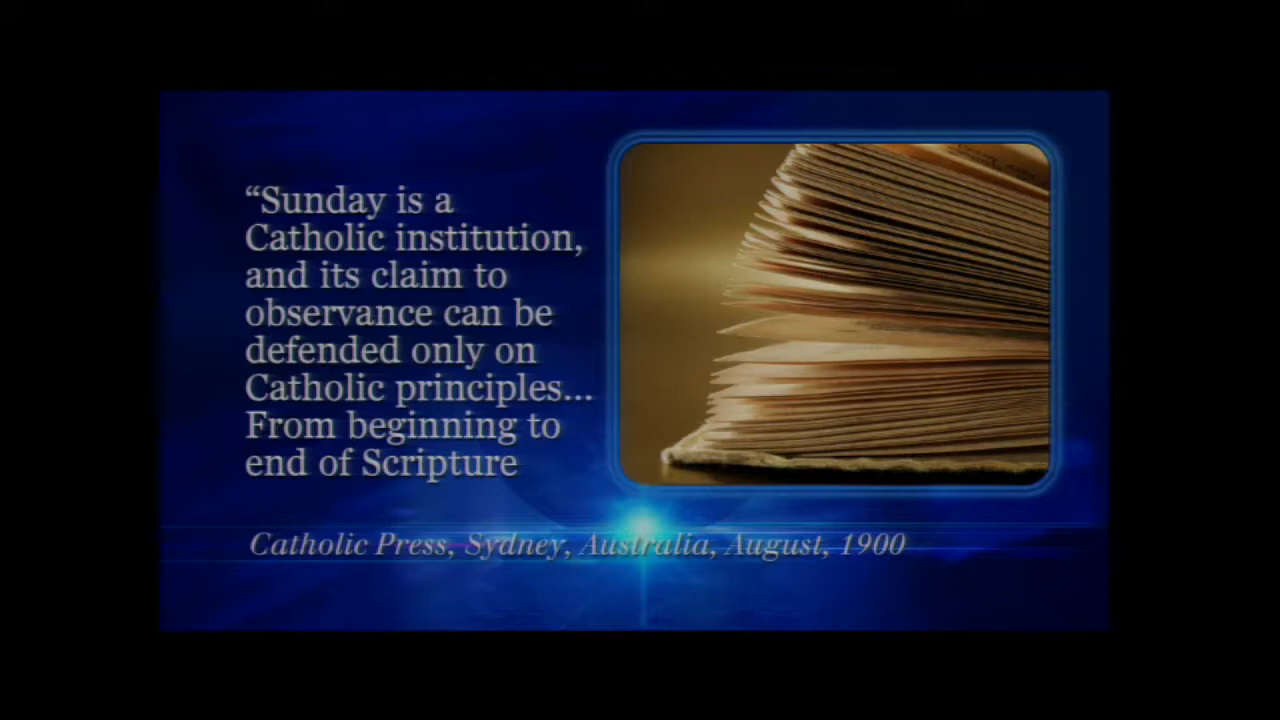 “Sunday is a
Catholic institution,
and its claim to
observance can be
defended only on
Catholic principles...
From beginning to
end of Scripture
Catholic Press, Sydney, Australia, August, 1900